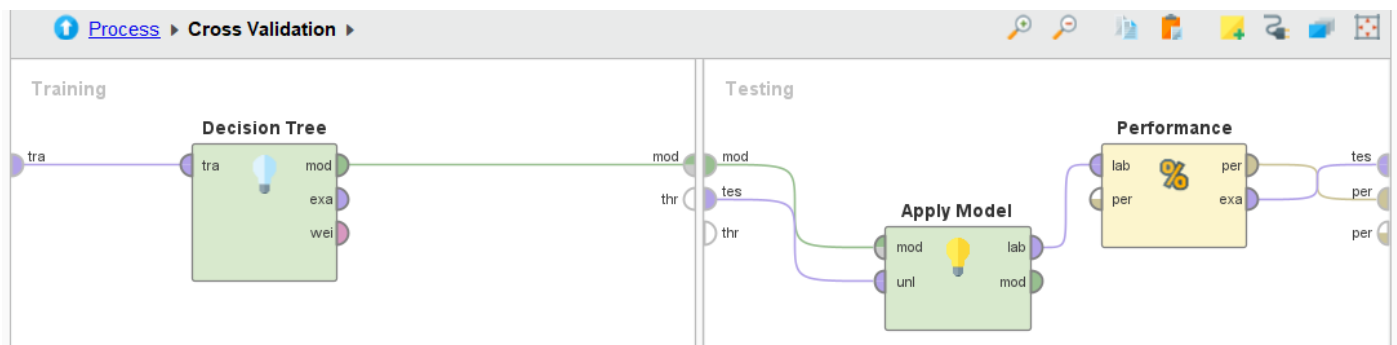 Process Cross Validation
Training
Decision Tree
tra
tra
mod
exa
wei
mod
thr
Testing
mod
tes
thr
Apply Model
mod
unl
lab
mod
Performance
lab
per
%
per
exa
tes
per
per